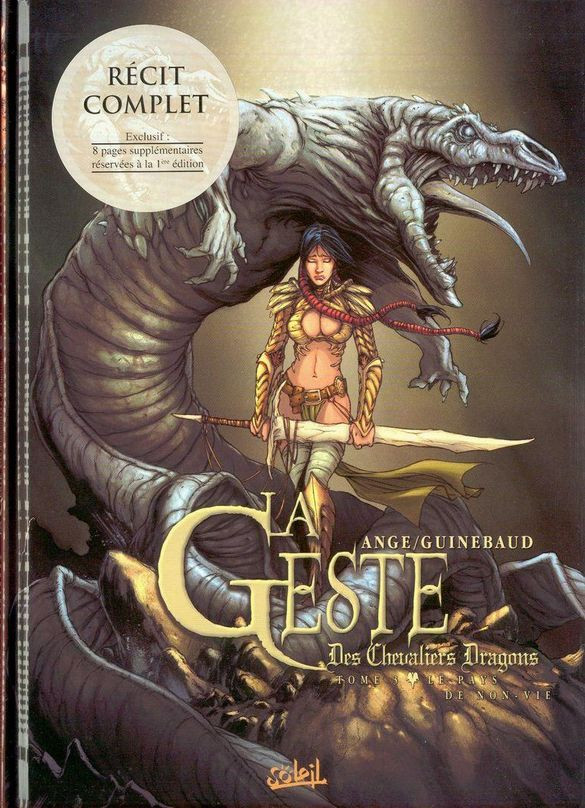 RÉCIT
COMPLET
Exclusif :
8 pages supplémentaires
réservées à la 1ère édition
ANGE/GUINEBAUD
LA
GESTE
Des Chevaliers Dragons
TOME 3 - LE PAYS
DE NON-VIE
SOLEIL